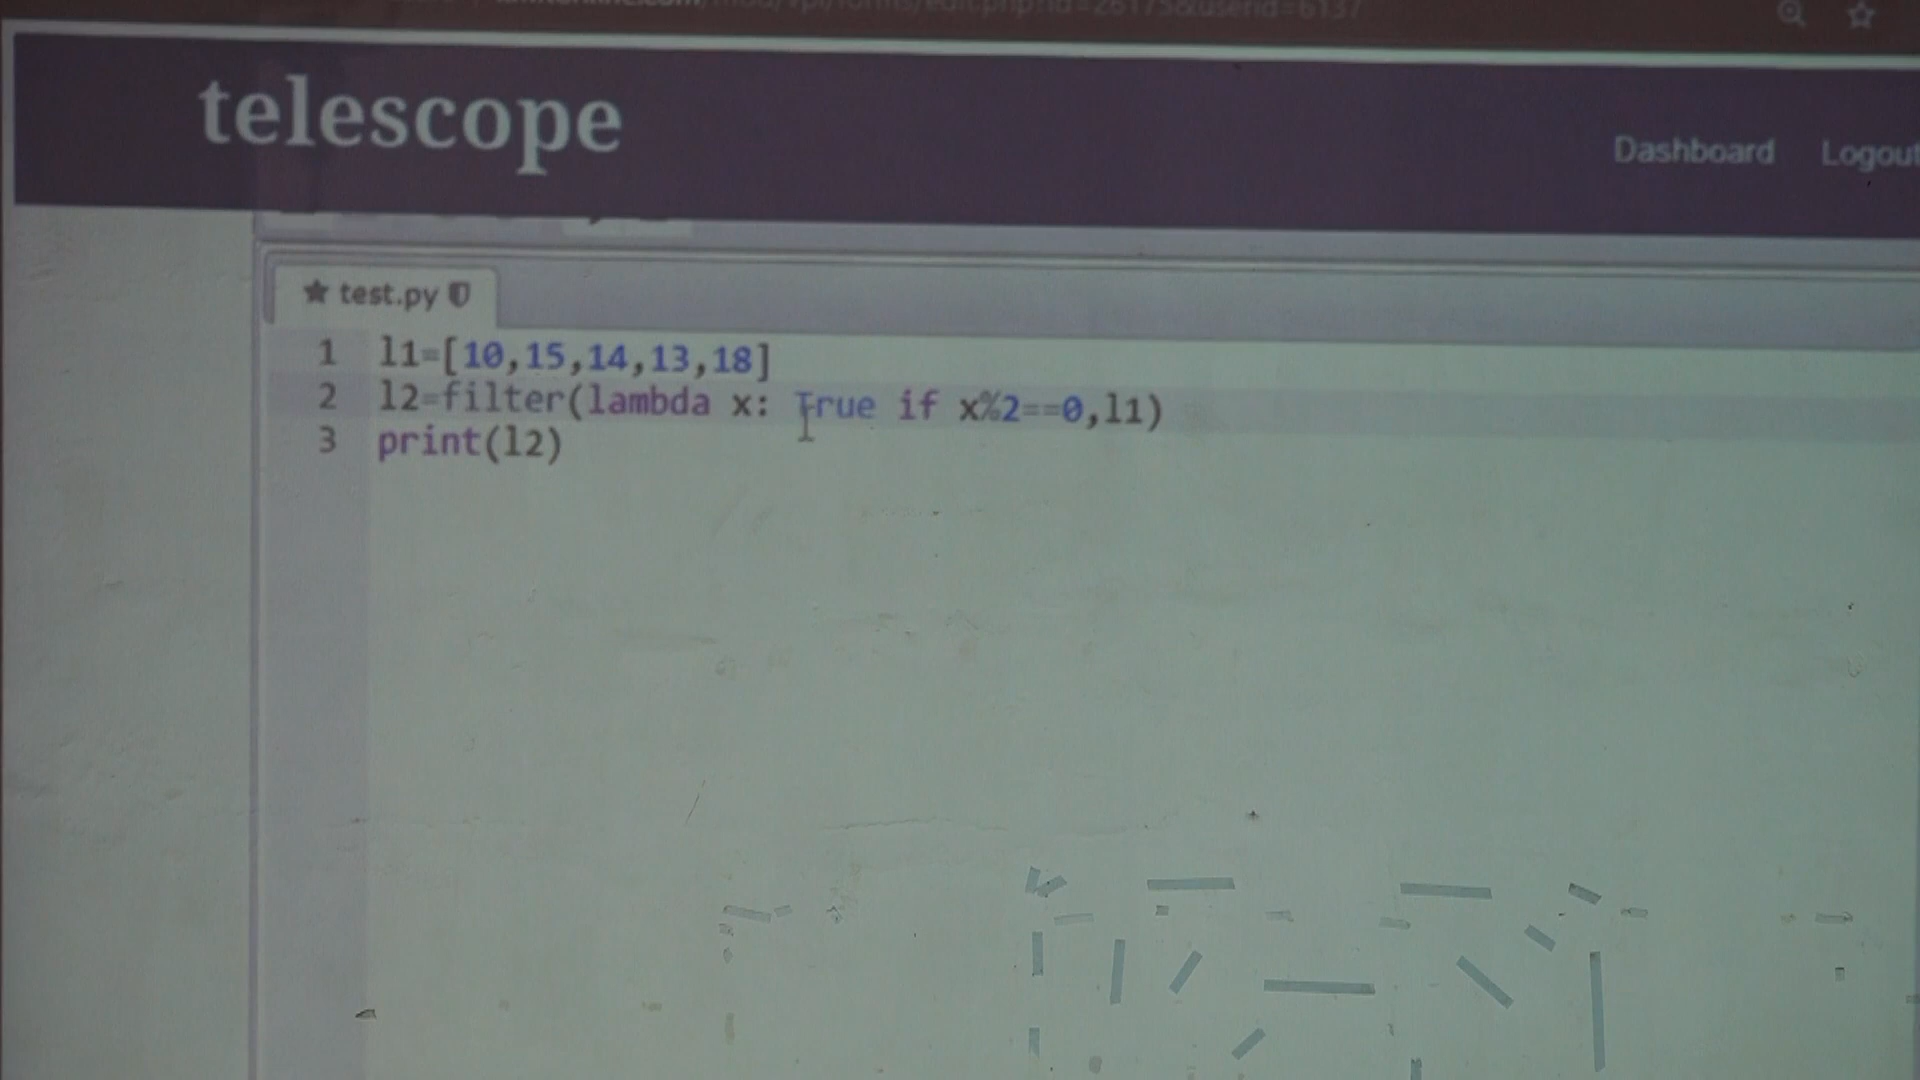 telescope
Dashboard Logout
test.py
1 l1=[10,15,14,13,18]
2 l2=filter(lambda x: True if x%2==0,l1)
3 print(l2)